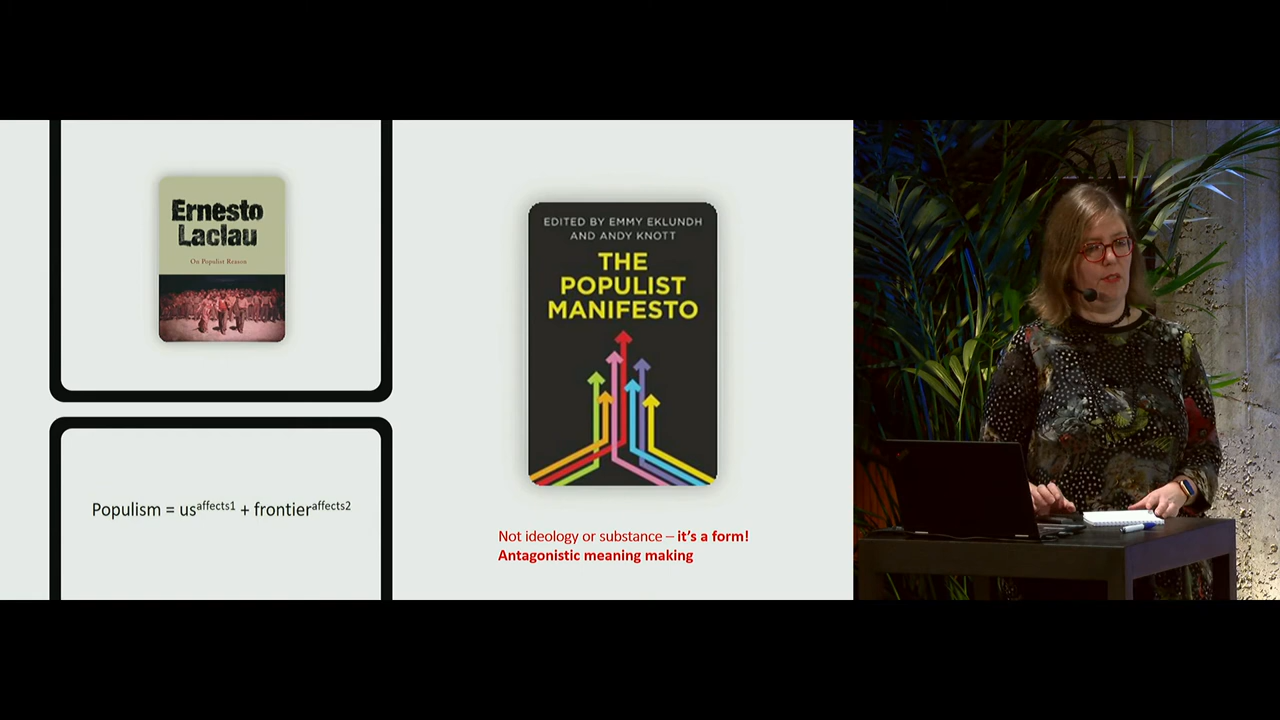 Ernesto
Laclau
On Populist Reason
Populism = us^affects1 + frontier^affects2
EDITED BY EMMY EKLUNDH
AND ANDY KNOTT
THE
POPULIST
MANIFESTO
Not ideology or substance – it's a form!
Antagonistic meaning making